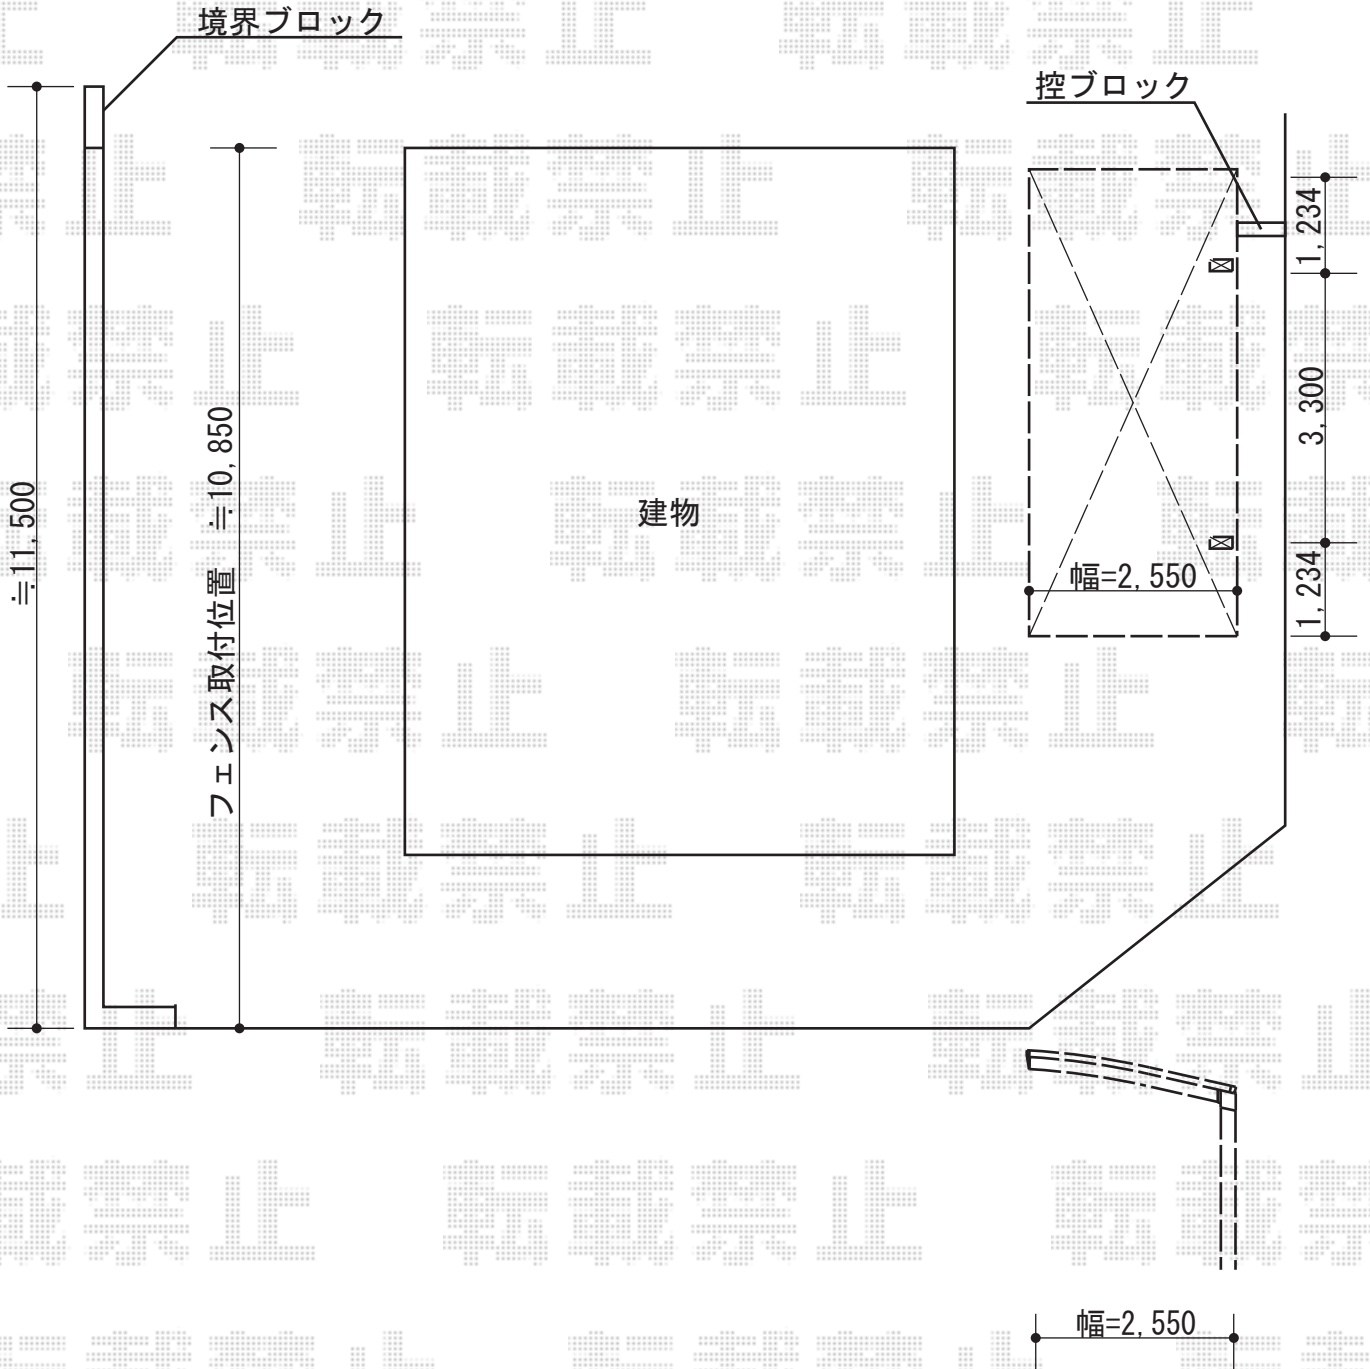 境界ブロック
控ブロック
1,234
3,300
1,234
≒11,500
フェンス取付位置 ≒10,850
建物
幅=2,550
幅=2,550
転載禁止